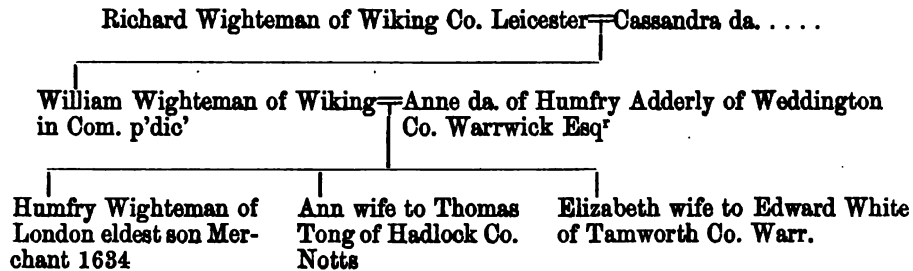 Richard Wighteman of Wiking Co. Leicester=Cassandra da. . . . .
William Wighteman of Wiking=Anne da. of Humfry Adderly of Weddington
in Com. p'dic' Co. Warrwick Esqʳ
Humfry Wighteman of
London eldest son Mer-
chant 1634
Ann wife to Thomas
Tong of Hadlook Co.
Notts
Elizabeth wife to Edward White
of Tamworth Co. Warr.